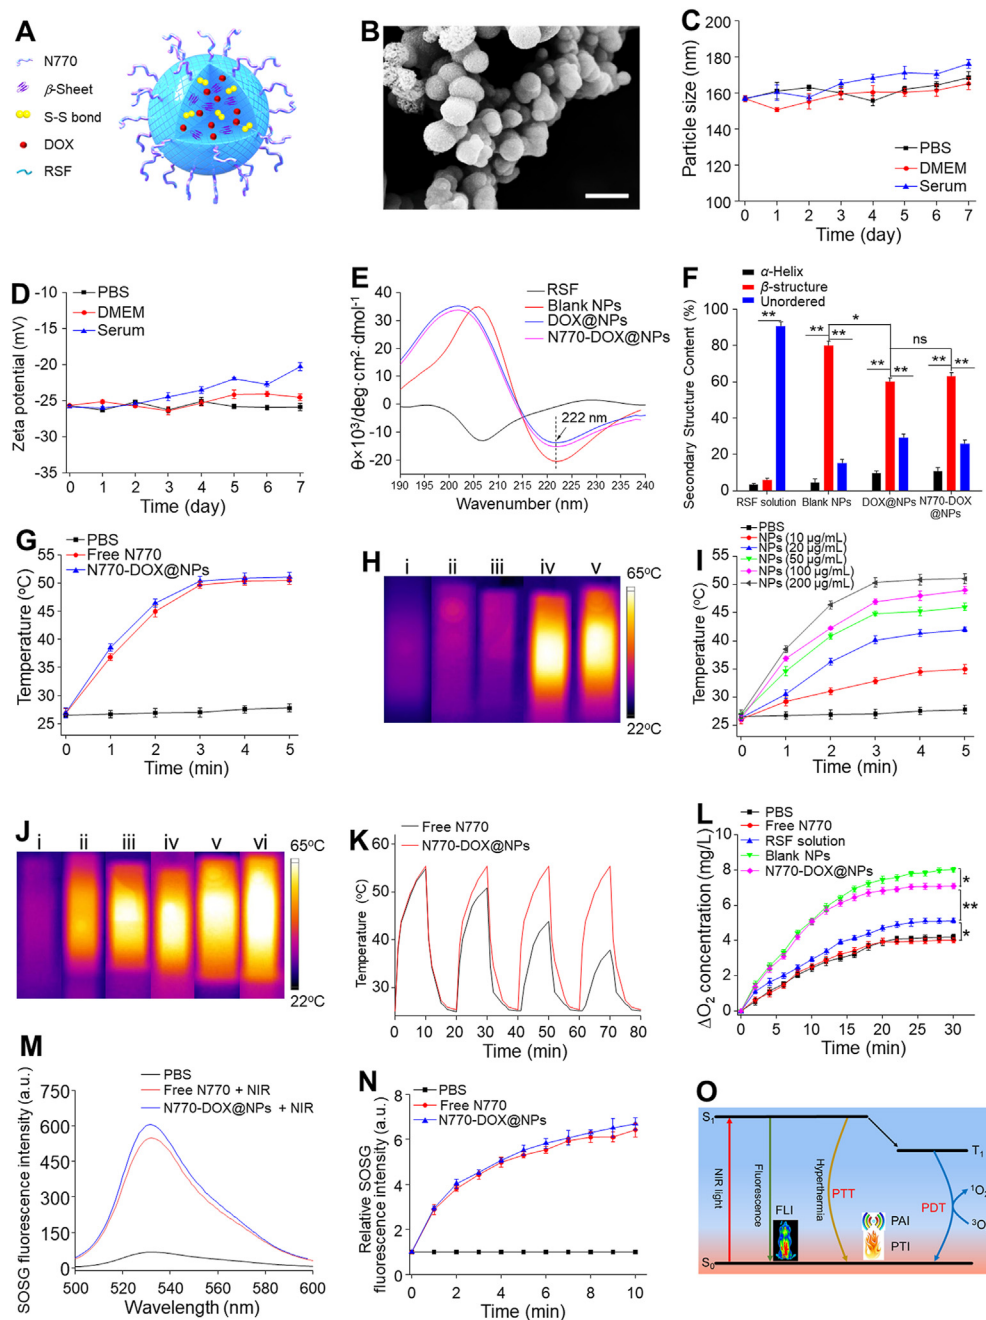 A
N770
β-Sheet
S-S bond
DOX
RSF
B
C
Particle size (nm)
200
180
160
140
120
100
PBS
DMEM
Serum
0 1 2 3 4 5 6 7
Time (day)
D
Zeta potential (mV)
-10
-15
-20
-25
-30
-35
PBS
DMEM
Serum
0 1 2 3 4 5 6 7
Time (day)
E
θ×10³/deg·cm²·dmol⁻¹
40
30
20
10
0
-10
-20
RSF
Blank NPs
DOX@NPs
N770-DOX@NPs
222 nm
190 195 200 205 210 215 220 225 230 235 240
Wavenumber (nm)
F
α-Helix
β-structure
Unordered
Secondary Structure Content (%)
100
80
60
40
20
0
**
** **
*
** **
ns
** **
RSF solution Blank NPs DOX@NPs N770-DOX
@NPs
G
PBS
Free N770
N770-DOX@NPs
Temperature (ºC)
55
50
45
40
35
30
25
0 1 2 3 4 5
Time (min)
H
i ii iii iv v
65ºC
22ºC
I
PBS
NPs (10 μg/mL)
NPs (20 μg/mL)
NPs (50 μg/mL)
NPs (100 μg/mL)
NPs (200 μg/mL)
Temperature (ºC)
55
50
45
40
35
30
25
0 1 2 3 4 5
Time (min)
J
i ii iii iv v vi
65ºC
22ºC
K
Free N770
N770-DOX@NPs
Temperature (ºC)
50
40
30
0 10 20 30 40 50 60 70 80
Time (min)
L
PBS
Free N770
RSF solution
Blank NPs
N770-DOX@NPs
ΔO₂ concentration (mg/L)
10
8
6
4
2
0
*
**
*
0 5 10 15 20 25 30
Time (min)
M
PBS
Free N770 + NIR
N770-DOX@NPs + NIR
SOSG fluorescence intensity (a.u.)
750
600
450
300
150
0
500 520 540 560 580 600
Wavelength (nm)
N
PBS
Free N770
N770-DOX@NPs
Relative SOSG
fluorescence intensity (a.u.)
8
6
4
2
0
0 2 4 6 8 10
Time (min)
O
S₁
T₁
S₀
NIR light
Fluorescence
Hyperthermia
FLI
PTT
PAI
PTI
PDT
¹O₂
³O